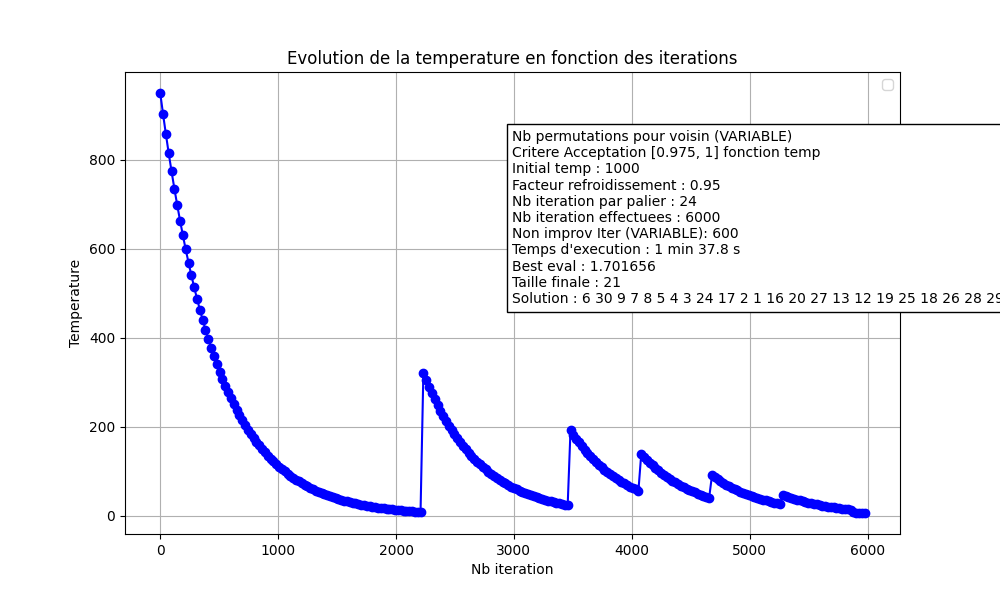 Evolution de la temperature en fonction des iterations
Nb permutations pour voisin (VARIABLE)
Critere Acceptation [0.975, 1] fonction temp
Initial temp : 1000
Facteur refroidissement : 0.95
Nb iteration par palier : 24
Nb iteration effectuees : 6000
Non improv Iter (VARIABLE): 600
Temps d'execution : 1 min 37.8 s
Best eval : 1.701656
Taille finale : 21
Solution : 6 30 9 7 8 5 4 3 24 17 2 1 16 20 27 13 12 19 25 18 26 28 29
Temperature
800
600
400
200
0
0 1000 2000 3000 4000 5000 6000
Nb iteration